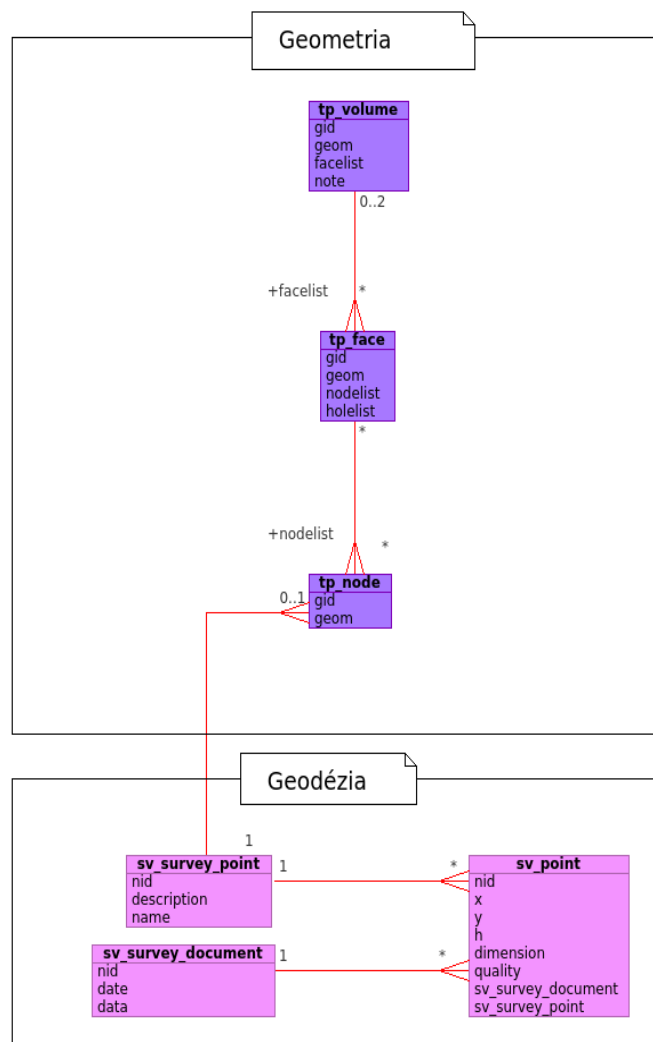 Geometria
tp_volume
gid
geom
facelist
note
0..2
+facelist
*
tp_face
gid
geom
nodelist
holelist
*
+nodelist
*
tp_node
gid
geom
0..1
Geodézia
1
sv_survey_point
nid
description
name
1
*
sv_point
nid
x
y
h
dimension
quality
sv_survey_document
sv_survey_point
sv_survey_document
nid
date
data
1
*